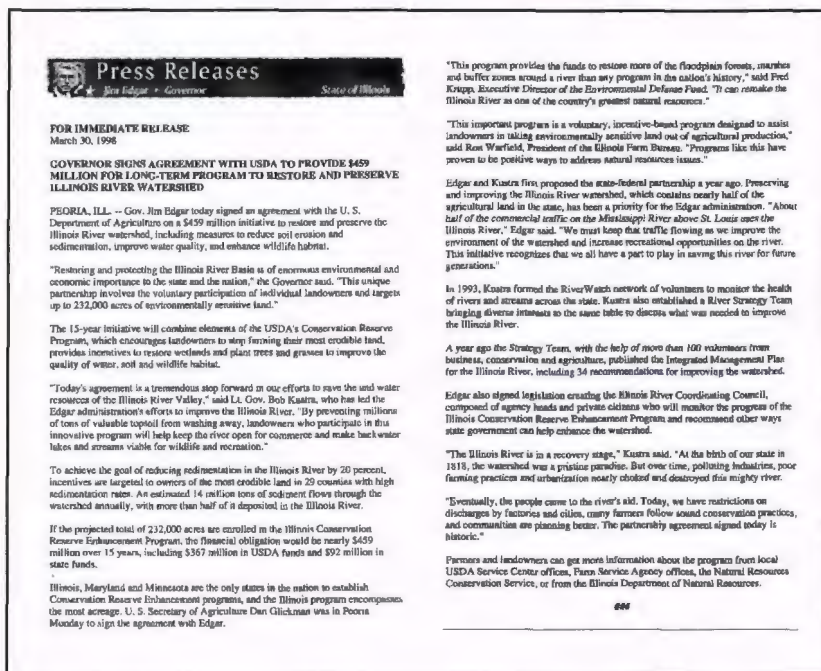 Press Releases
Jim Edgar • Governor State of Illinois
FOR IMMEDIATE RELEASE
March 30, 1998
GOVERNOR SIGNS AGREEMENT WITH USDA TO PROVIDE $459
MILLION FOR LONG-TERM PROGRAM TO RESTORE AND PRESERVE
ILLINOIS RIVER WATERSHED
PEORIA, ILL. -- Gov. Jim Edgar today signed an agreement with the U. S.
Department of Agriculture on a $459 million initiative to restore and preserve the
Illinois River watershed, including measures to reduce soil erosion and
sedimentation, improve water quality, and enhance wildlife habitat.
"Restoring and protecting the Illinois River Basin is of enormous environmental and
economic importance to the state and the nation," the Governor said. "This unique
partnership involves the voluntary participation of individual landowners and targets
up to 232,000 acres of environmentally sensitive land."
The 15-year initiative will combine elements of the USDA's Conservation Reserve
Program, which encourages landowners to stop farming their most erodible land,
provides incentives to restore wetlands and plant trees and grasses to improve the
quality of water, soil and wildlife habitat.
"Today's agreement is a tremendous step forward in our efforts to save the and water
resources of the Illinois River Valley," said Lt. Gov. Bob Kustra, who has led the
Edgar administration's efforts to improve the Illinois River. "By preventing millions
of tons of valuable topsoil from washing away, landowners who participate in this
innovative program will help keep the river open for commerce and make backwater
lakes and streams viable for wildlife and recreation."
To achieve the goal of reducing sedimentation in the Illinois River by 20 percent,
incentives are targeted to owners of the most erodible land in 29 counties with high
sedimentation rates. An estimated 14 million tons of sediment flows through the
watershed annually, with more than half of it deposited in the Illinois River.
If the projected total of 232,000 acres are enrolled in the Illinois Conservation
Reserve Enhancement Program, the financial obligation would be nearly $459
million over 15 years, including $367 million in USDA funds and $92 million in
state funds.
Illinois, Maryland and Minnesota are the only states in the nation to establish
Conservation Reserve Enhancement programs, and the Illinois program encompasses
the most acreage. U. S. Secretary of Agriculture Dan Glickman was in Peoria
Monday to sign the agreement with Edgar.
"This program provides the funds to restore more of the floodplain forests, marshes
and buffer zones around a river than any program in the nation's history," said Fred
Krupp, Executive Director of the Environmental Defense Fund. "It can remake the
Illinois River as one of the country's greatest natural resources."
"This important program is a voluntary, incentive-based program designed to assist
landowners in taking environmentally sensitive land out of agricultural production,"
said Ron Warfield, President of the Illinois Farm Bureau. "Programs like this have
proven to be positive ways to address natural resources issues."
Edgar and Kustra first proposed the state-federal partnership a year ago. Preserving
and improving the Illinois River watershed, which contains nearly half of the
agricultural land in the state, has been a priority for the Edgar administration. "About
half of the commercial traffic on the Mississippi River above St. Louis uses the
Illinois River," Edgar said. "We must keep that traffic flowing as we improve the
environment of the watershed and increase recreational opportunities on the river.
This initiative recognizes that we all have a part to play in saving this river for future
generations."
In 1993, Kustra formed the RiverWatch network of volunteers to monitor the health
of rivers and streams across the state. Kustra also established a River Strategy Team
bringing diverse interests to the same table to discuss what was needed to improve
the Illinois River.
A year ago the Strategy Team, with the help of more than 100 volunteers from
business, conservation and agriculture, published the Integrated Management Plan
for the Illinois River, including 34 recommendations for improving the watershed.
Edgar also signed legislation creating the Illinois River Coordinating Council,
composed of agency heads and private citizens who will monitor the progress of the
Illinois Conservation Reserve Enhancement Program and recommend other ways
state government can help enhance the watershed.
"The Illinois River is in a recovery stage," Kustra said. "At the birth of our state in
1818, the watershed was a pristine paradise. But over time, polluting industries, poor
farming practices and urbanization nearly choked and destroyed this mighty river.
"Eventually, the people came to the river's aid. Today, we have restrictions on
discharges by factories and cities, many farmers follow sound conservation practices,
and communities are planning better. The partnership agreement signed today is
historic."
Farmers and landowners can get more information about the program from local
USDA Service Center offices, Farm Service Agency offices, the Natural Resources
Conservation Service, or from the Illinois Department of Natural Resources.